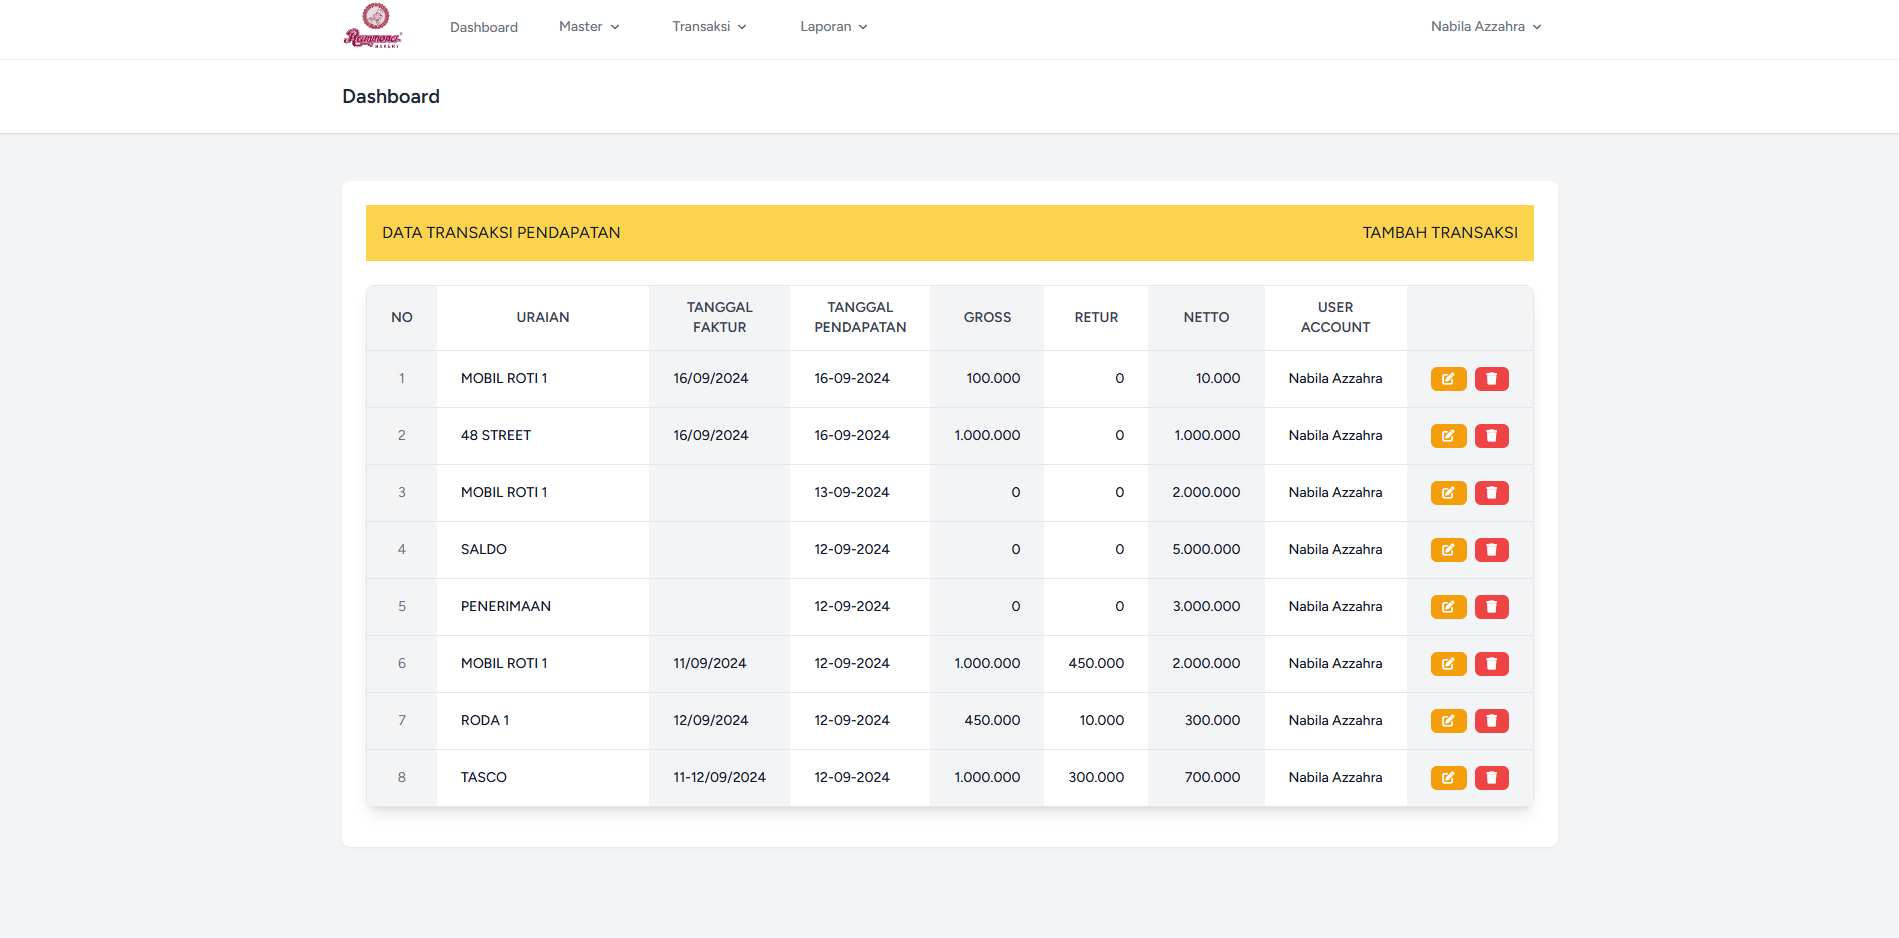 Rammona®
BAKERY
Dashboard Master Transaksi Laporan Nabila Azzahra
Dashboard
DATA TRANSAKSI PENDAPATAN TAMBAH TRANSAKSI
NO URAIAN TANGGAL FAKTUR TANGGAL PENDAPATAN GROSS RETUR NETTO USER ACCOUNT
1 MOBIL ROTI 1 16/09/2024 16-09-2024 100.000 0 10.000 Nabila Azzahra
2 48 STREET 16/09/2024 16-09-2024 1.000.000 0 1.000.000 Nabila Azzahra
3 MOBIL ROTI 1 13-09-2024 0 0 2.000.000 Nabila Azzahra
4 SALDO 12-09-2024 0 0 5.000.000 Nabila Azzahra
5 PENERIMAAN 12-09-2024 0 0 3.000.000 Nabila Azzahra
6 MOBIL ROTI 1 11/09/2024 12-09-2024 1.000.000 450.000 2.000.000 Nabila Azzahra
7 RODA 1 12/09/2024 12-09-2024 450.000 10.000 300.000 Nabila Azzahra
8 TASCO 11-12/09/2024 12-09-2024 1.000.000 300.000 700.000 Nabila Azzahra